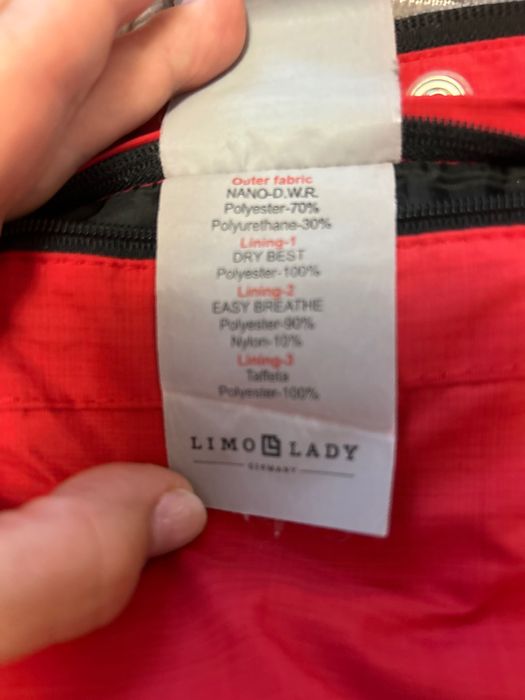 Outer fabric
NANO-D.W.R.
Polyester-70%
Polyurethane-30%
Lining-1
DRY BEST
Polyester-100%
Lining-2
EASY BREATHE
Polyester-90%
Nylon-10%
Lining-3
Taffeta
Polyester-100%
LIMO LADY
GERMANY